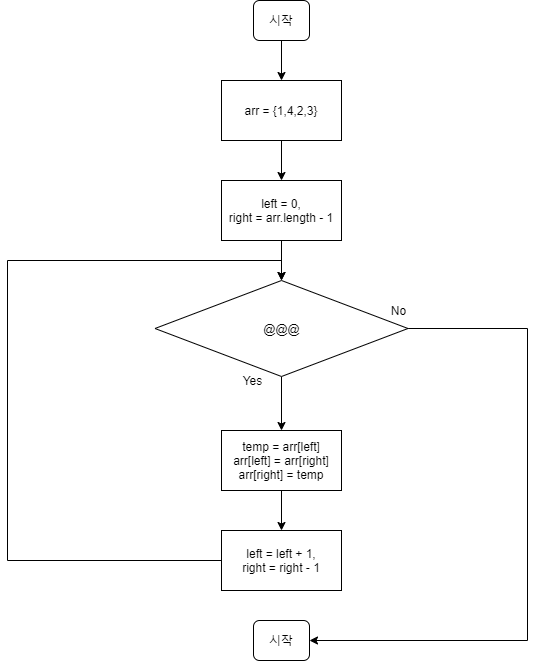 시작
arr = {1,4,2,3}
left = 0,
right = arr.length - 1
No
@@@
Yes
temp = arr[left]
arr[left] = arr[right]
arr[right] = temp
left = left + 1,
right = right - 1
시작